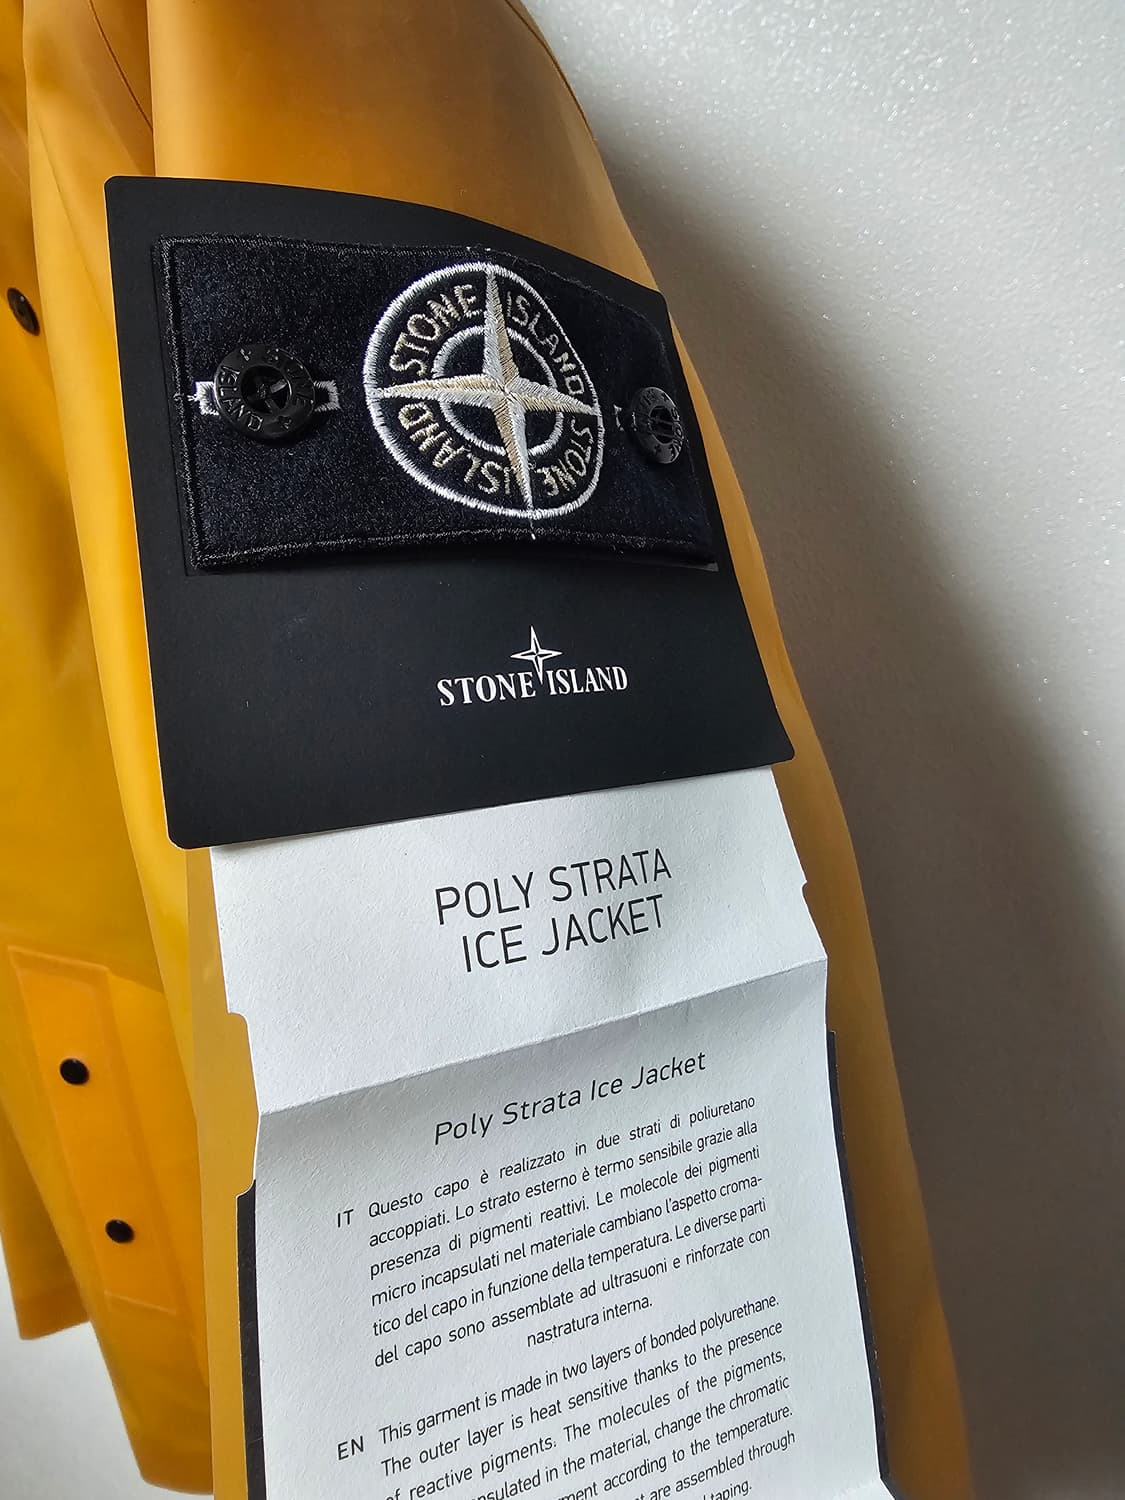 STONE ISLAND
STONE ISLAND
STONE ISLAND
STONE ISLAND
POLY STRATA
ICE JACKET
Poly Strata Ice Jacket
IT Questo capo è realizzato in due strati di poliuretano
accoppiati. Lo strato esterno è termo sensibile grazie alla
presenza di pigmenti reattivi. Le molecole dei pigmenti
micro incapsulati nel materiale cambiano l'aspetto croma-
tico del capo in funzione della temperatura. Le diverse parti
del capo sono assemblate ad ultrasuoni e rinforzate con
nastratura interna.
EN This garment is made in two layers of bonded polyurethane.
The outer layer is heat sensitive thanks to the presence
of reactive pigments. The molecules of the pigments,
in the material, change the chromatic
according to the temperature.
are assembled through
taping.